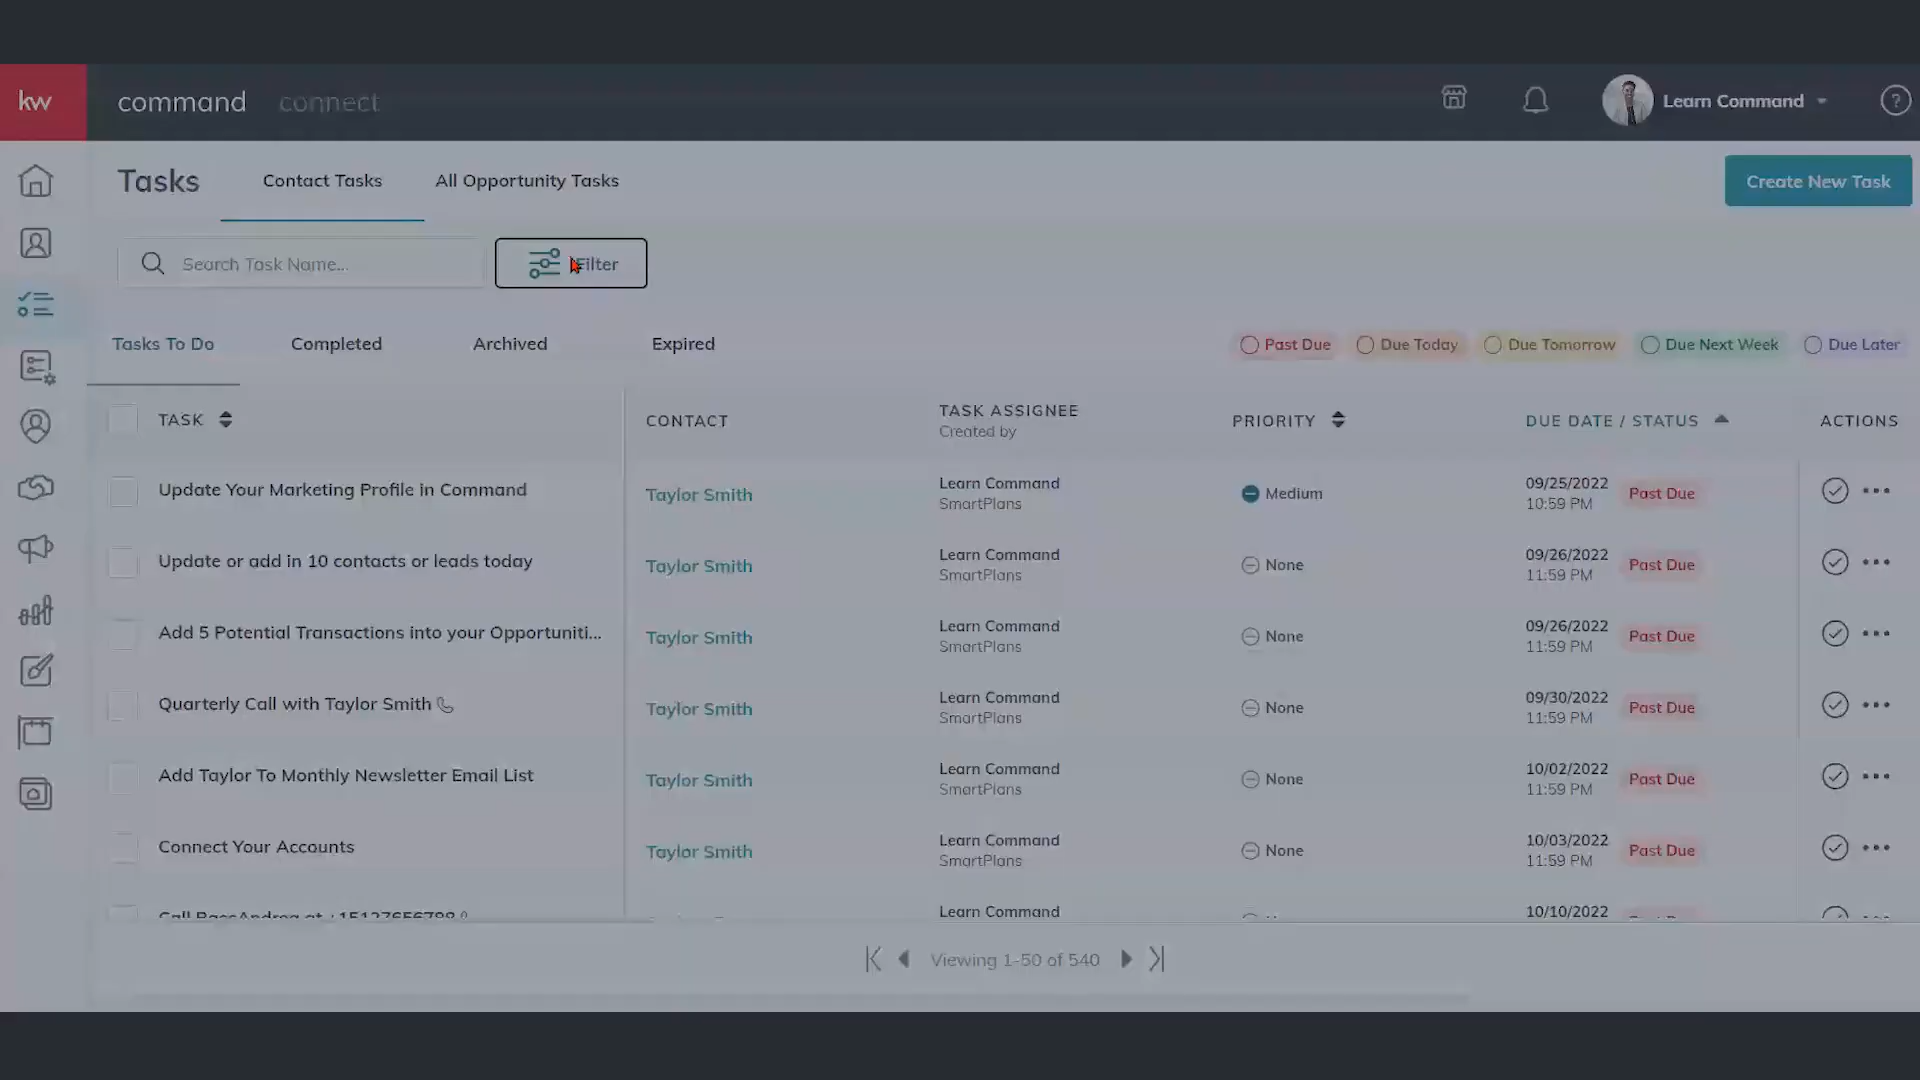 kw command connect Learn Command ?
Tasks Contact Tasks All Opportunity Tasks Create New Task
Search Task Name... Filter
Tasks To Do Completed Archived Expired Past Due Due Today Due Tomorrow Due Next Week Due Later
TASK CONTACT TASK ASSIGNEE PRIORITY DUE DATE / STATUS ACTIONS
Created by
Update Your Marketing Profile in Command Taylor Smith Learn Command Medium 09/25/2022 Past Due
SmartPlans 10:59 PM
Update or add in 10 contacts or leads today Taylor Smith Learn Command None 09/26/2022 Past Due
SmartPlans 11:59 PM
Add 5 Potential Transactions into your Opportuniti... Taylor Smith Learn Command None 09/26/2022 Past Due
SmartPlans 11:59 PM
Quarterly Call with Taylor Smith Taylor Smith Learn Command None 09/30/2022 Past Due
SmartPlans 11:59 PM
Add Taylor To Monthly Newsletter Email List Taylor Smith Learn Command None 10/02/2022 Past Due
SmartPlans 11:59 PM
Connect Your Accounts Taylor Smith Learn Command None 10/03/2022 Past Due
SmartPlans 11:59 PM
Learn Command 10/10/2022
Viewing 1-50 of 540